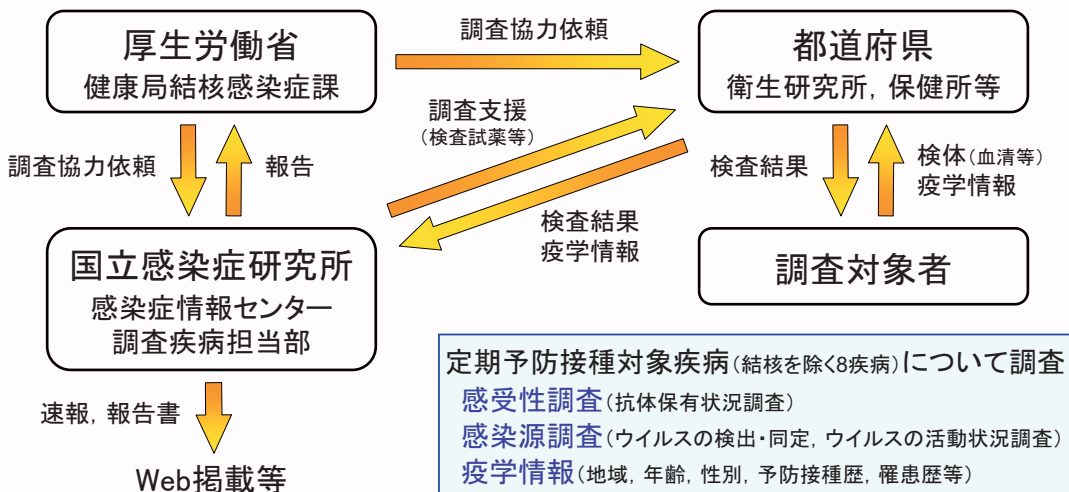 厚生労働省
健康局結核感染症課
調査協力依頼
都道府県
衛生研究所, 保健所等
調査支援
(検査試薬等)
調査協力依頼
報告
検査結果
疫学情報
検査結果
検体(血清等)
疫学情報
国立感染症研究所
感染症情報センター
調査疾病担当部
調査対象者
速報, 報告書
Web掲載等
定期予防接種対象疾病(結核を除く8疾病)について調査
感受性調査(抗体保有状況調査)
感染源調査(ウイルスの検出・同定, ウイルスの活動状況調査)
疫学情報(地域, 年齢, 性別, 予防接種歴, 罹患歴等)